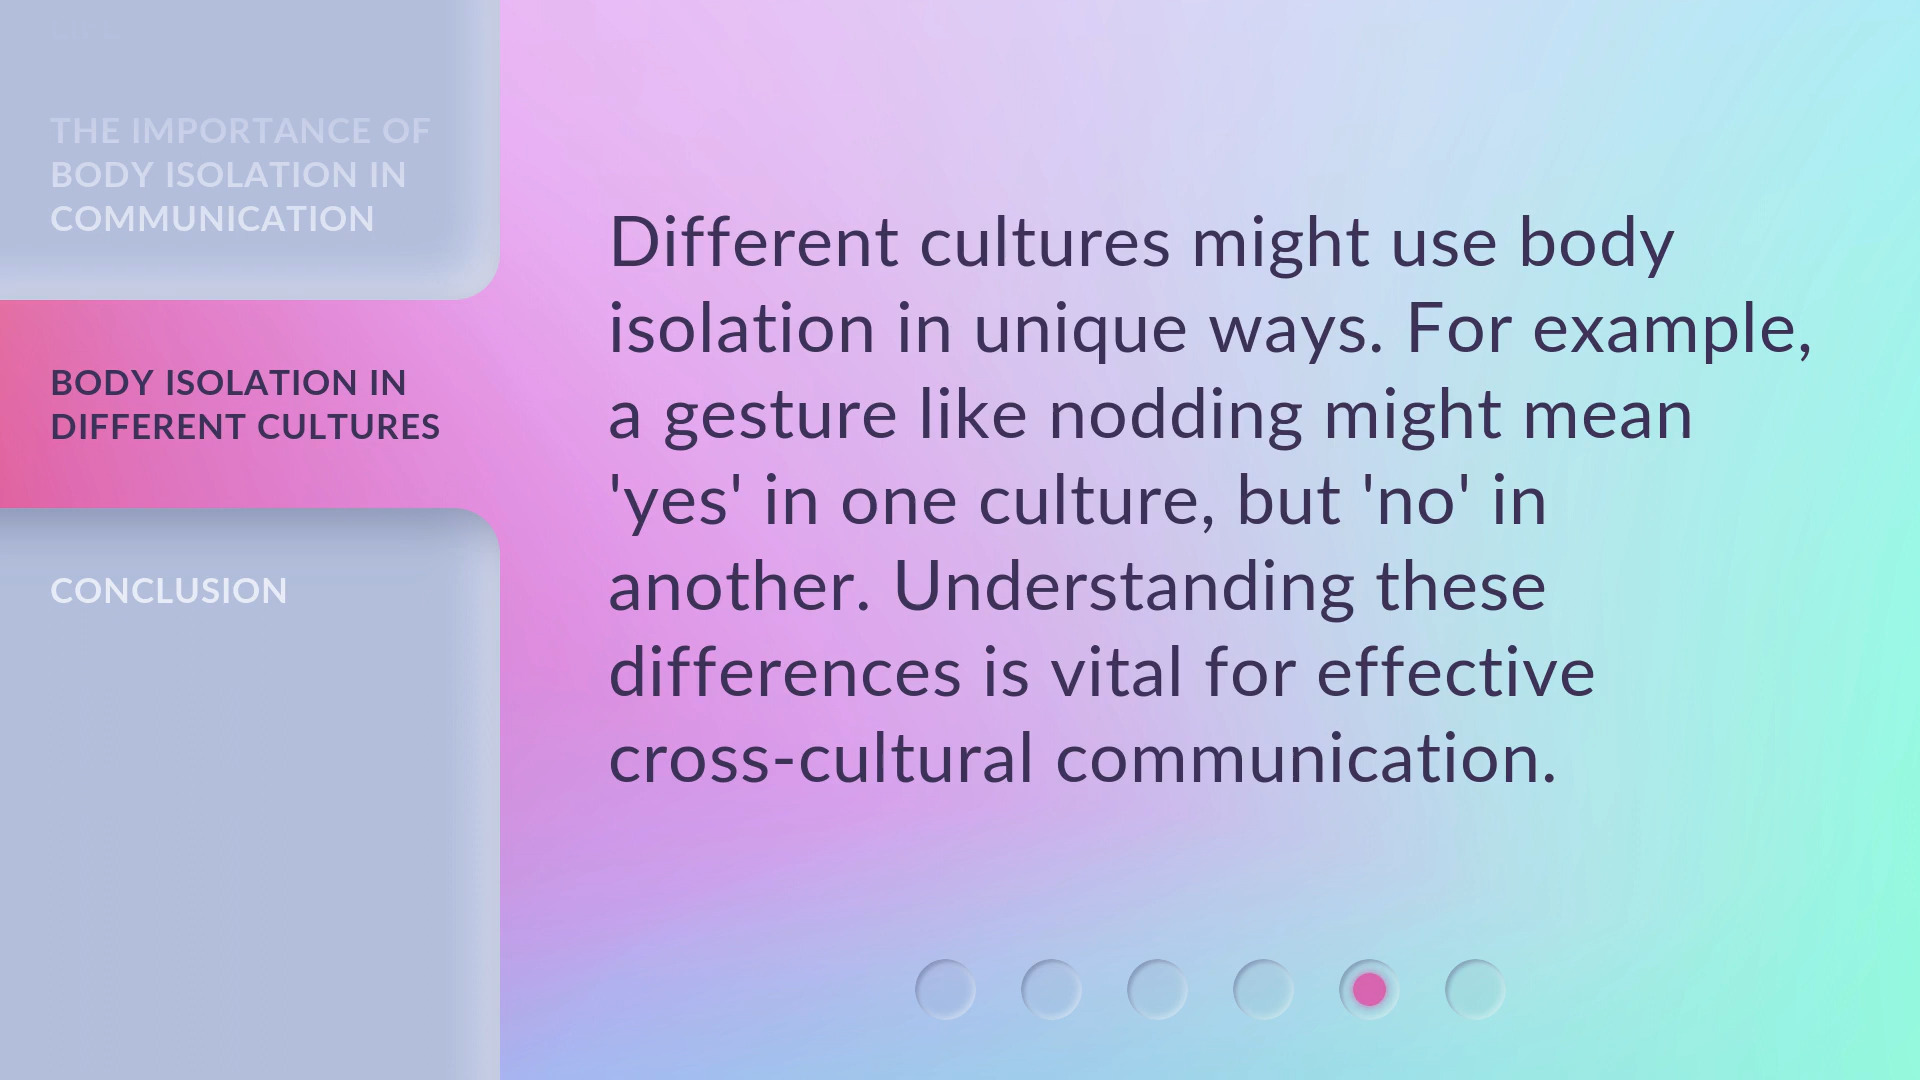 THE IMPORTANCE OF
BODY ISOLATION IN
COMMUNICATION
BODY ISOLATION IN
DIFFERENT CULTURES
CONCLUSION
Different cultures might use body
isolation in unique ways. For example,
a gesture like nodding might mean
'yes' in one culture, but 'no' in
another. Understanding these
differences is vital for effective
cross-cultural communication.